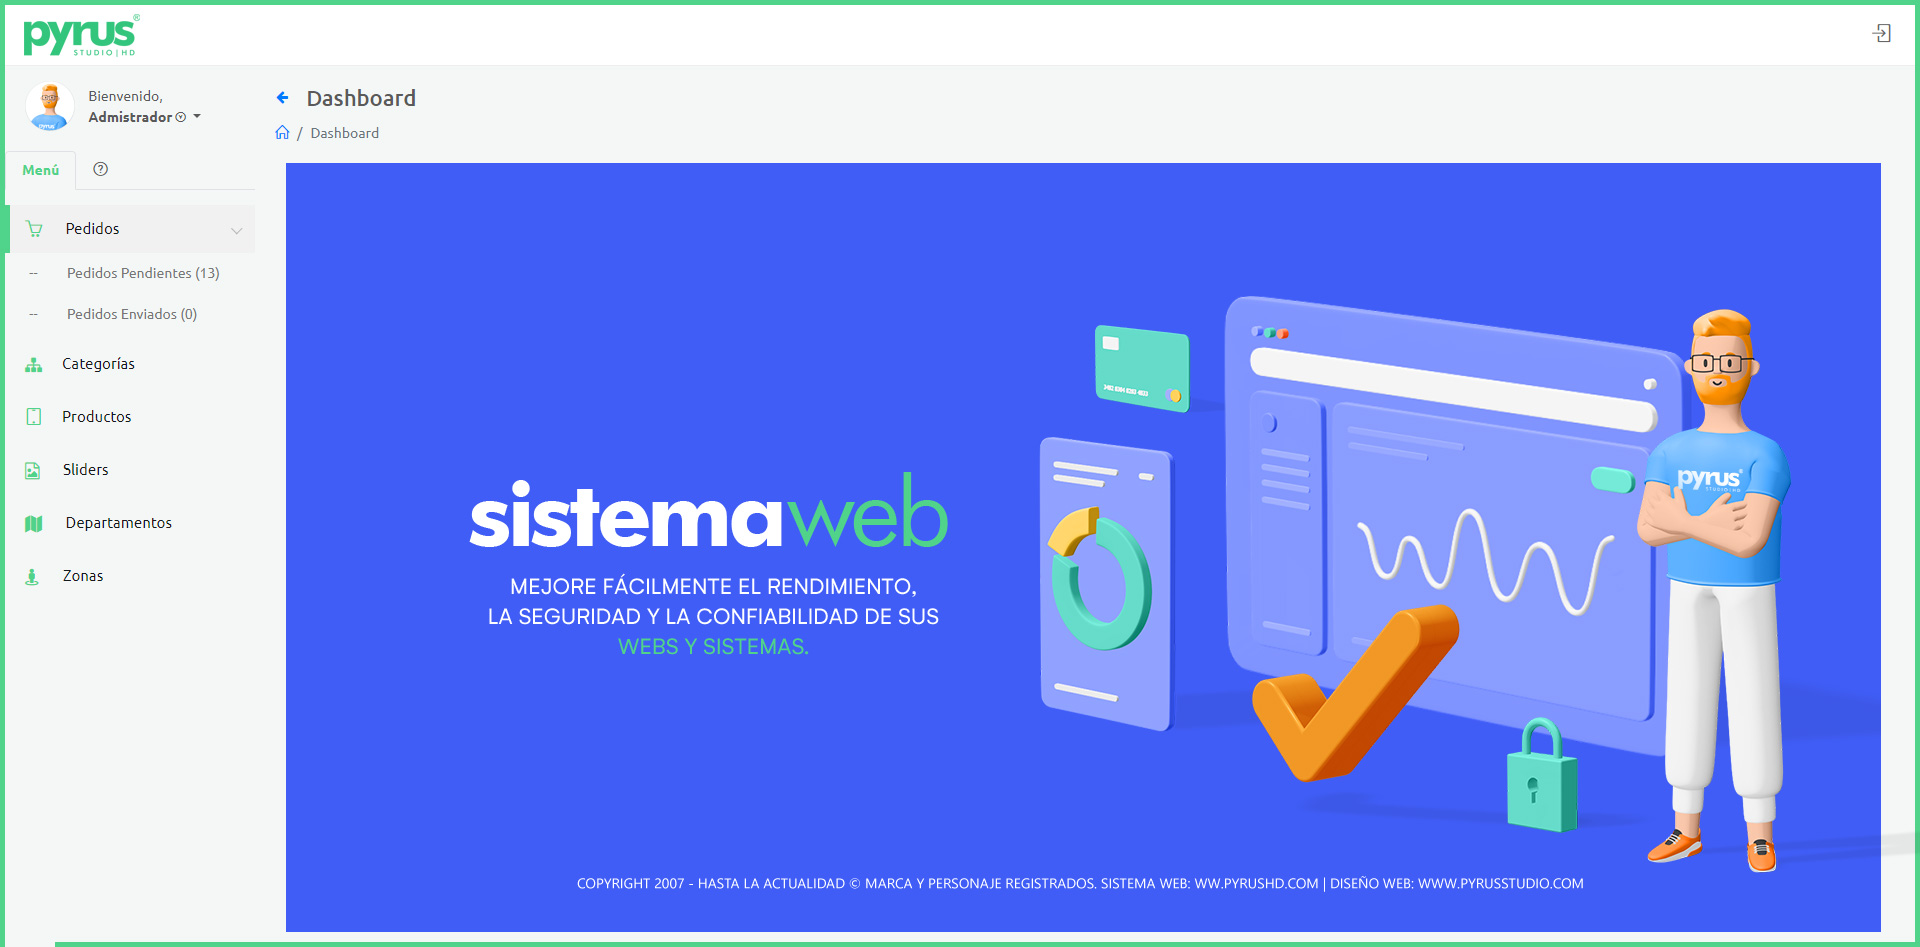 pyrus®
STUDIO|HD
Bienvenido,
Admistrador
Menú
Pedidos
-- Pedidos Pendientes (13)
-- Pedidos Enviados (0)
Categorías
Productos
Sliders
Departamentos
Zonas
Dashboard
/ Dashboard
sistemaweb
MEJORE FÁCILMENTE EL RENDIMIENTO,
LA SEGURIDAD Y LA CONFIABILIDAD DE SUS
WEBS Y SISTEMAS.
pyrus®
STUDIO|HD
COPYRIGHT 2007 - HASTA LA ACTUALIDAD © MARCA Y PERSONAJE REGISTRADOS. SISTEMA WEB: WW.PYRUSHD.COM | DISEÑO WEB: WWW.PYRUSSTUDIO.COM